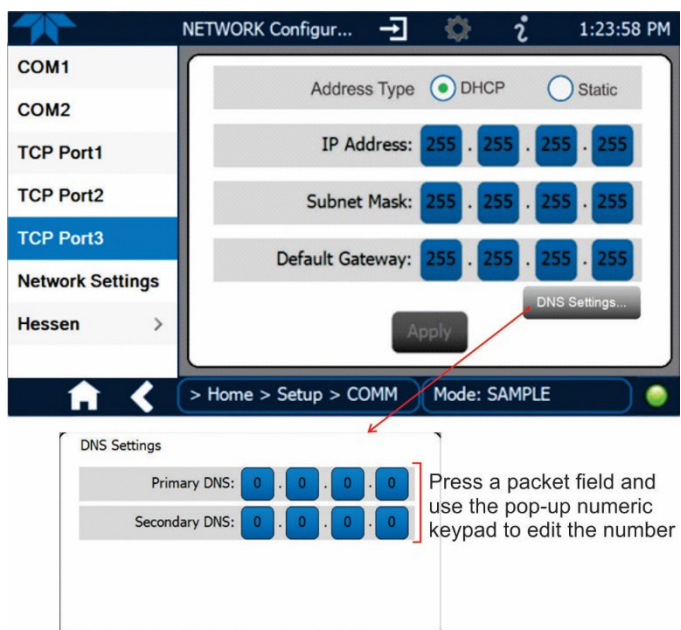 NETWORK Configur... 1:23:58 PM
COM1
COM2
TCP Port1
TCP Port2
TCP Port3
Network Settings
Hessen >
Address Type DHCP Static
IP Address: 255 . 255 . 255 . 255
Subnet Mask: 255 . 255 . 255 . 255
Default Gateway: 255 . 255 . 255 . 255
DNS Settings...
Apply
> Home > Setup > COMM Mode: SAMPLE
DNS Settings
Primary DNS: 0 . 0 . 0 . 0
Secondary DNS: 0 . 0 . 0 . 0
Press a packet field and
use the pop-up numeric
keypad to edit the number